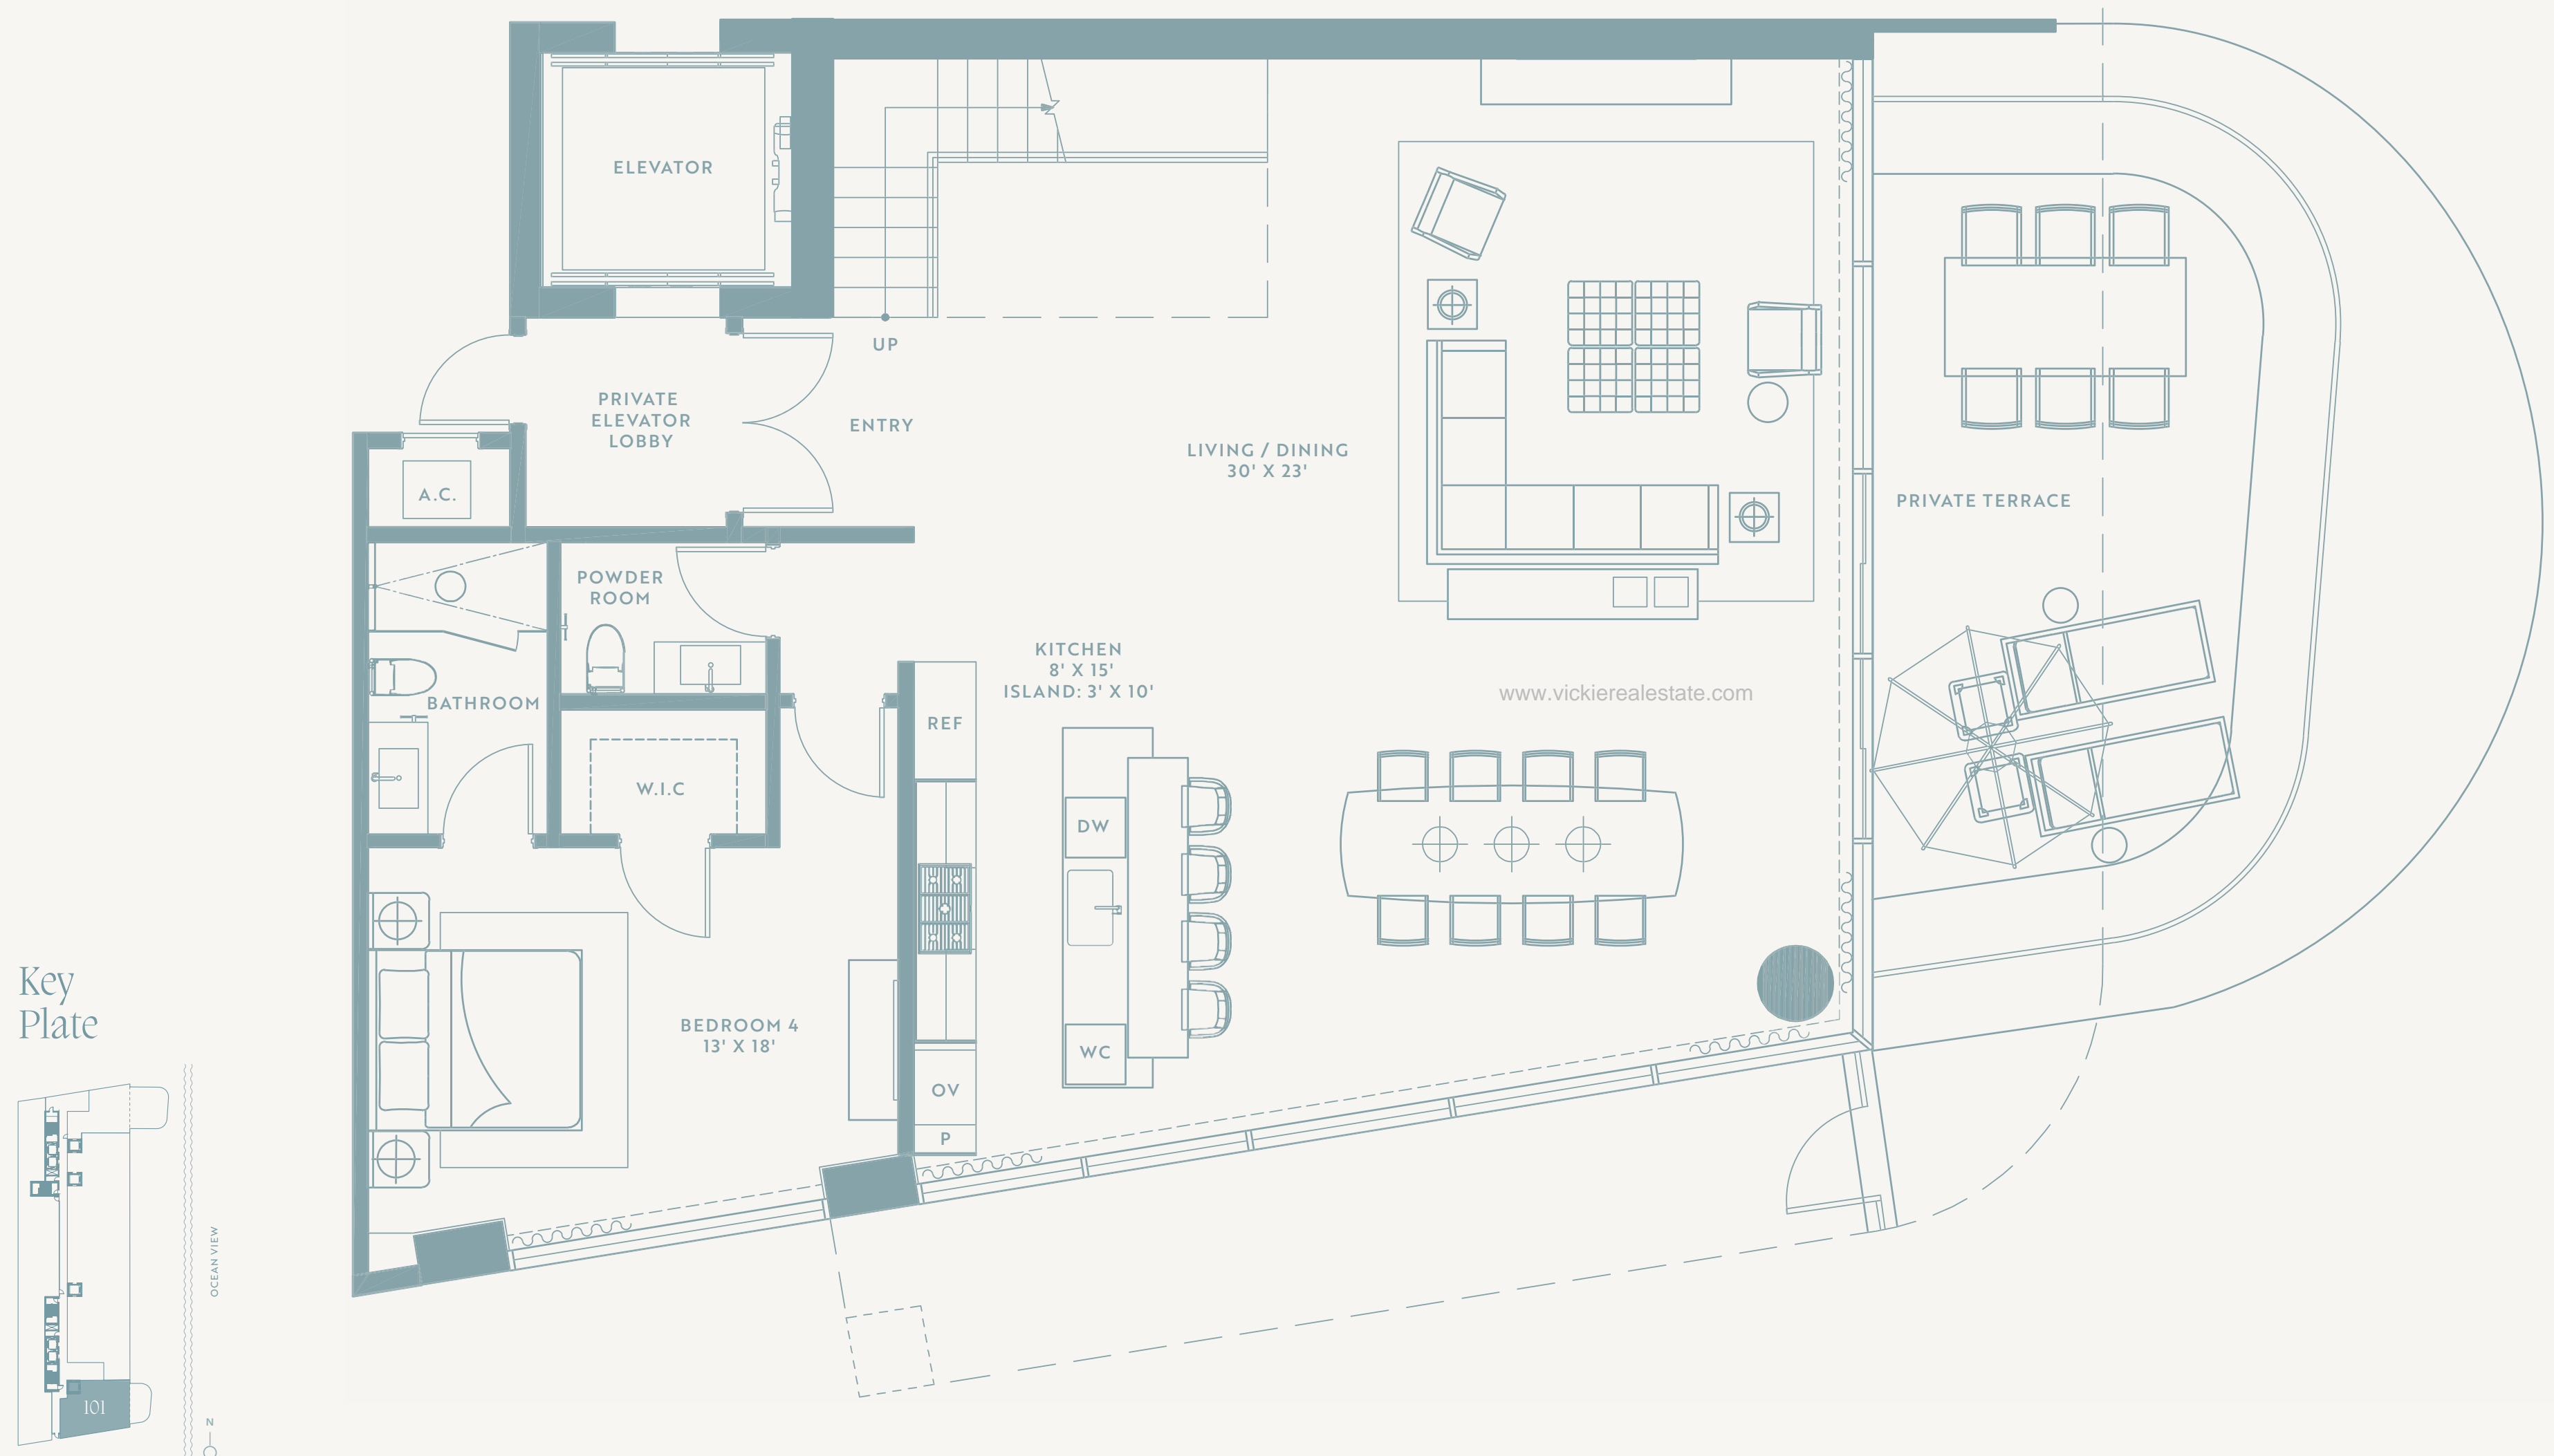 ELEVATOR
UP
PRIVATE
ELEVATOR
LOBBY
ENTRY
A.C.
LIVING / DINING
30' X 23'
PRIVATE TERRACE
POWDER
ROOM
BATHROOM
KITCHEN
8' X 15'
ISLAND: 3' X 10'
www.vickierealestate.com
REF
W.I.C
DW
BEDROOM 4
13' X 18'
WC
OV
P
Key
Plate
OCEAN VIEW
101
N